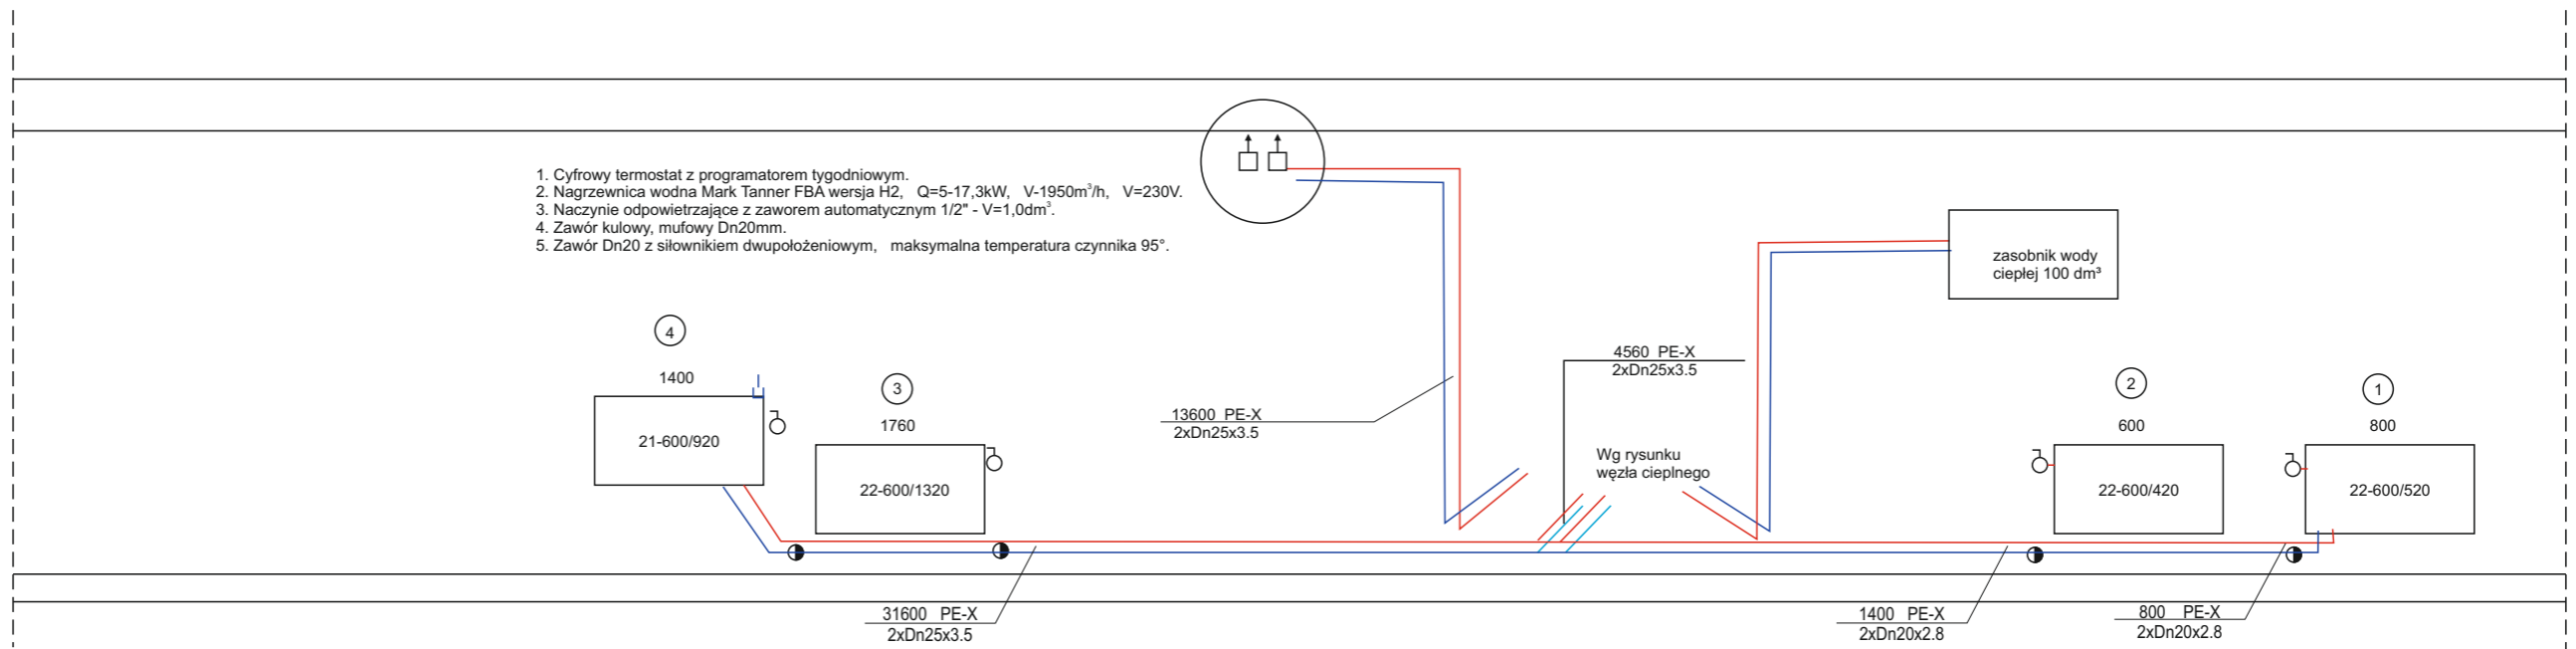 1. Cyfrowy termostat z programatorem tygodniowym.
2. Nagrzewnica wodna Mark Tanner FBA wersja H2, Q=5-17,3kW, V-1950m³/h, V=230V.
3. Naczynie odpowietrzające z zaworem automatycznym 1/2" - V=1,0dm³.
4. Zawór kulowy, mufowy Dn20mm.
5. Zawór Dn20 z siłownikiem dwupołożeniowym, maksymalna temperatura czynnika 95°.
zasobnik wody
ciepłej 100 dm³
4
1400
21-600/920
3
1760
22-600/1320
13600 PE-X
2xDn25x3.5
4560 PE-X
2xDn25x3.5
Wg rysunku
węzła cieplnego
2
600
22-600/420
1
800
22-600/520
31600 PE-X
2xDn25x3.5
1400 PE-X
2xDn20x2.8
800 PE-X
2xDn20x2.8